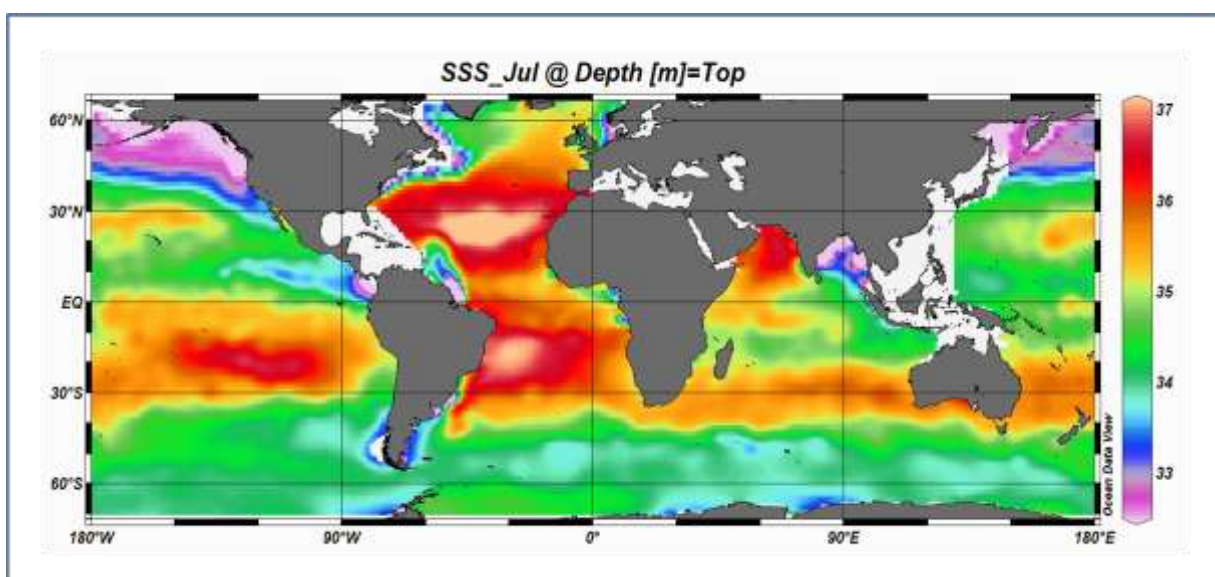 SSS_Jul @ Depth [m]=Top
60°N
30°N
EQ
30°S
60°S
180°W
90°W
0°
90°E
180°E
37
36
35
34
33
Ocean Data View